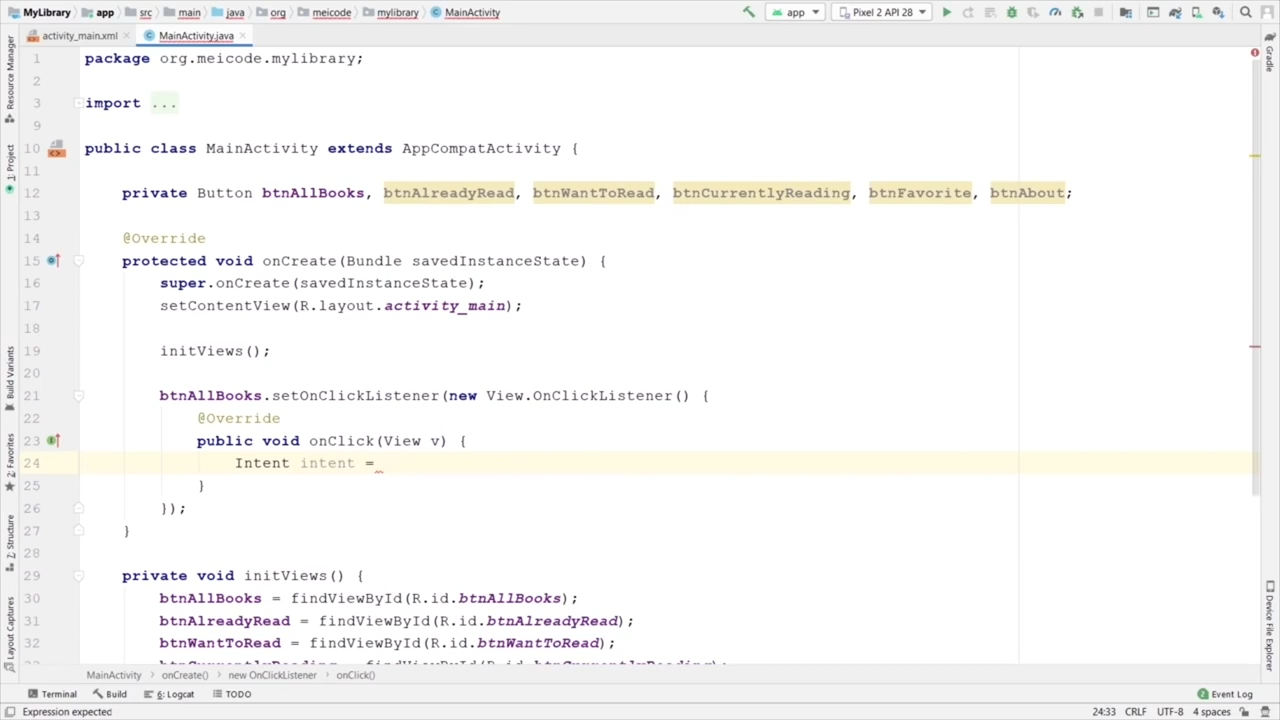 MyLibrary app src main java org meicode mylibrary MainActivity app Pixel 2 API 28
activity_main.xml MainActivity.java
Resource Manager
1: Project
Build Variants
2: Favorites
7: Structure
Layout Captures
Gradle
Device File Explorer
1 package org.meicode.mylibrary;
2
3 import ...
9
10 public class MainActivity extends AppCompatActivity {
11
12 private Button btnAllBooks, btnAlreadyRead, btnWantToRead, btnCurrentlyReading, btnFavorite, btnAbout;
13
14 @Override
15 protected void onCreate(Bundle savedInstanceState) {
16 super.onCreate(savedInstanceState);
17 setContentView(R.layout.activity_main);
18
19 initViews();
20
21 btnAllBooks.setOnClickListener(new View.OnClickListener() {
22 @Override
23 public void onClick(View v) {
24 Intent intent =
25 }
26 });
27 }
28
29 private void initViews() {
30 btnAllBooks = findViewById(R.id.btnAllBooks);
31 btnAlreadyRead = findViewById(R.id.btnAlreadyRead);
32 btnWantToRead = findViewById(R.id.btnWantToRead);
33 btnCurrentlyReading = findViewById(R.id.btnCurrentlyReading);
MainActivity onCreate() new OnClickListener onClick()
Terminal Build 6: Logcat TODO Event Log
Expression expected 24:33 CRLF UTF-8 4 spaces